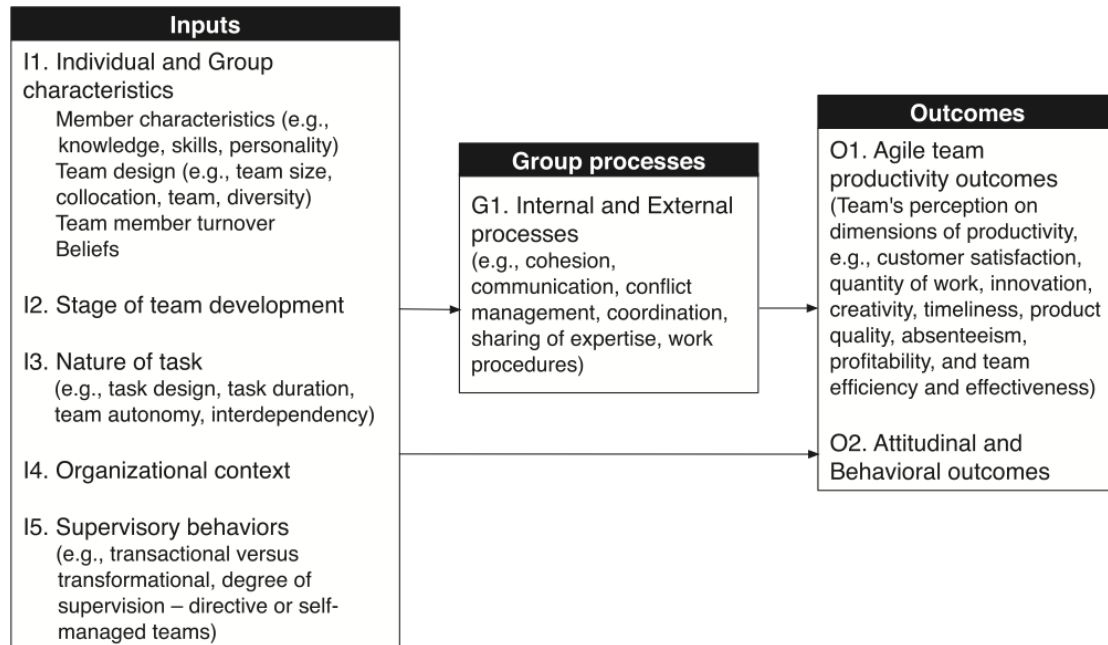 Inputs
I1. Individual and Group
characteristics
Member characteristics (e.g.,
knowledge, skills, personality)
Team design (e.g., team size,
collocation, team, diversity)
Team member turnover
Beliefs
I2. Stage of team development
I3. Nature of task
(e.g., task design, task duration,
team autonomy, interdependency)
I4. Organizational context
I5. Supervisory behaviors
(e.g., transactional versus
transformational, degree of
supervision – directive or self-
managed teams)
Group processes
G1. Internal and External
processes
(e.g., cohesion,
communication, conflict
management, coordination,
sharing of expertise, work
procedures)
Outcomes
O1. Agile team
productivity outcomes
(Team's perception on
dimensions of productivity,
e.g., customer satisfaction,
quantity of work, innovation,
creativity, timeliness, product
quality, absenteeism,
profitability, and team
efficiency and effectiveness)
O2. Attitudinal and
Behavioral outcomes